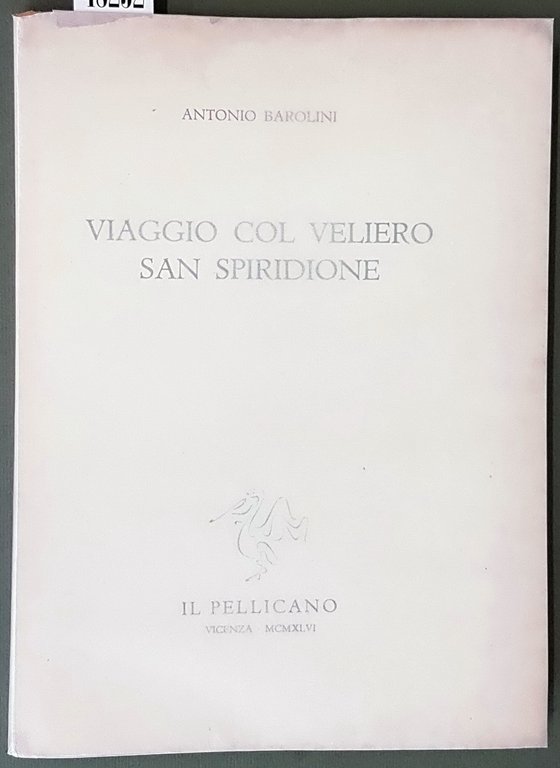 ANTONIO BAROLINI
VIAGGIO COL VELIERO
SAN SPIRIDIONE
IL PELLICANO
VICENZA · MCMXLVI